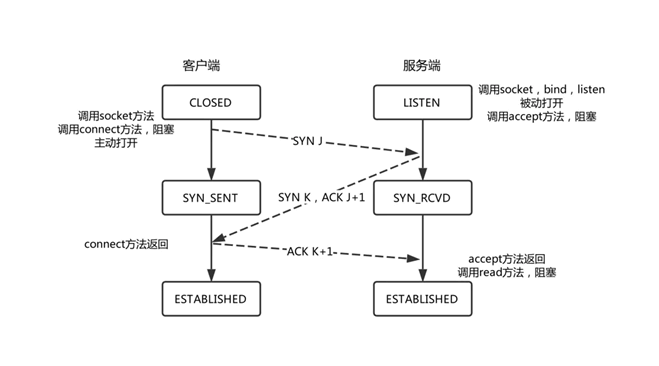 客户端
服务端
CLOSED
LISTEN
调用socket，bind，listen
被动打开
调用accept方法，阻塞
调用socket方法
调用connect方法，阻塞
主动打开
SYN J
SYN_SENT
SYN K，ACK J+1
SYN_RCVD
connect方法返回
ACK K+1
accept方法返回
调用read方法，阻塞
ESTABLISHED
ESTABLISHED